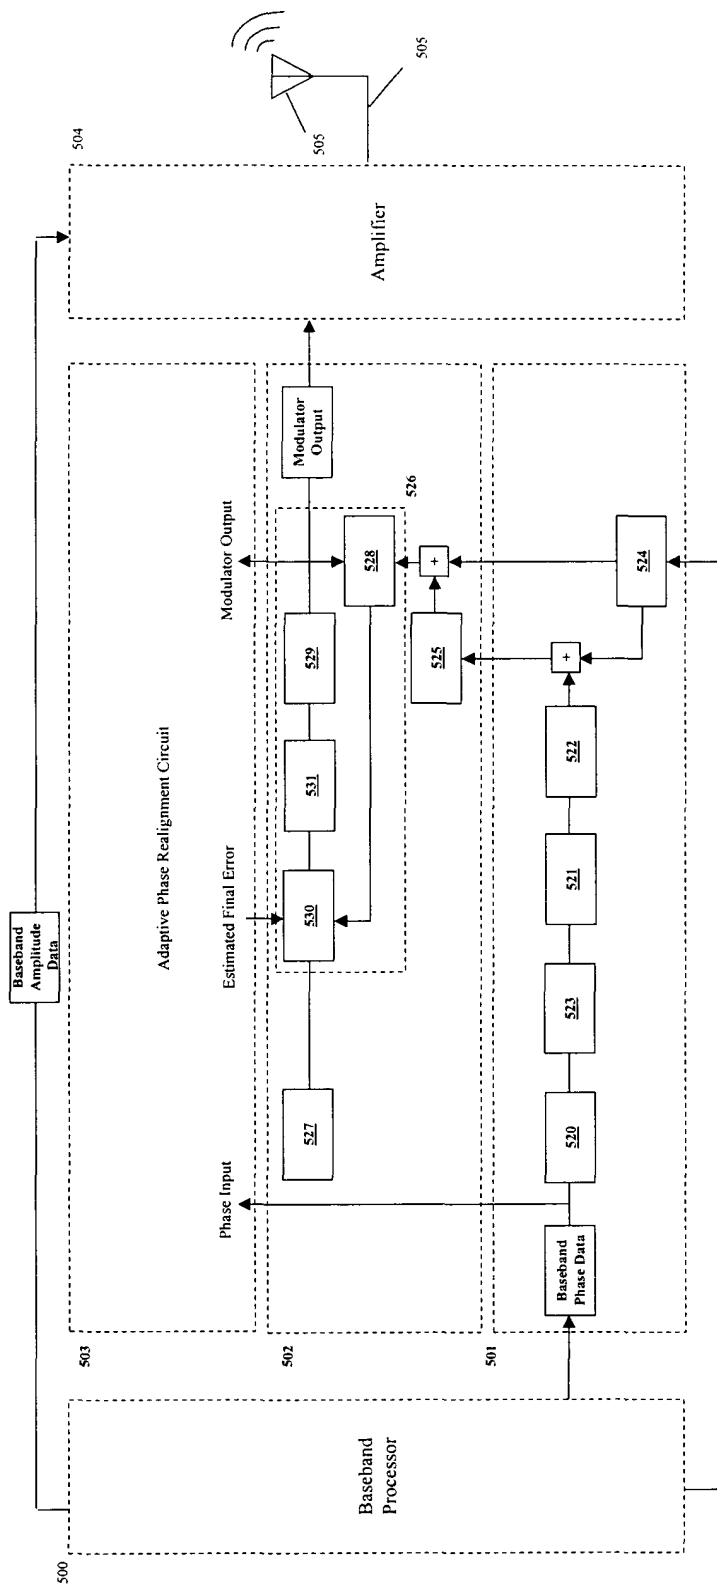 500
Baseband
Processor
Baseband
Amplitude
Data
503
Adaptive Phase Realignment Circuit
Phase Input
Estimated Final Error
Modulator Output
502
527
530
531
529
528
526
525
+
Modulator
Output
501
Baseband
Phase Data
520
523
521
522
+
524
504
Amplifier
505
505